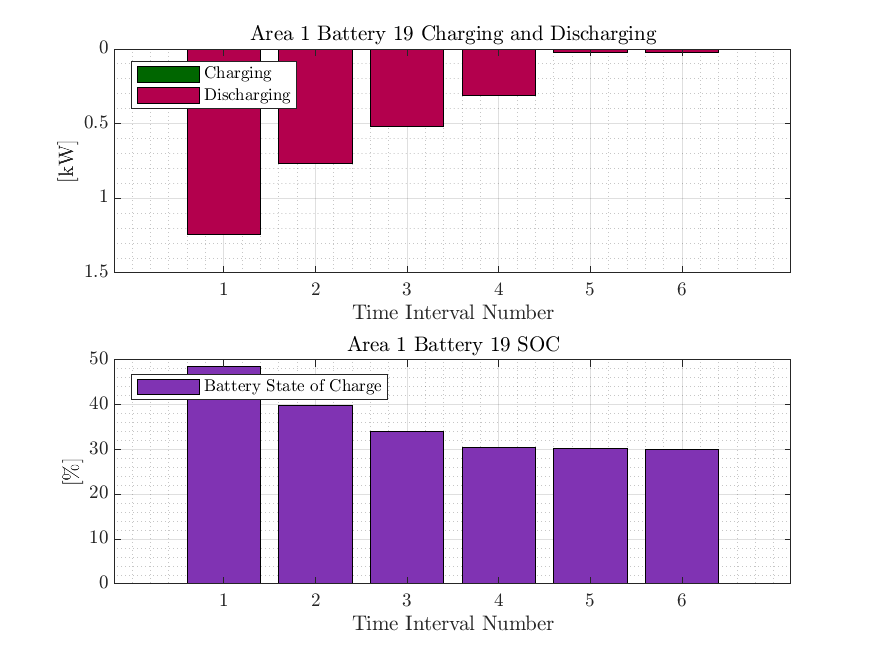 Area 1 Battery 19 Charging and Discharging
0
Charging
Discharging
0.5
[kW]
1
1.5
1 2 3 4 5 6
Time Interval Number
Area 1 Battery 19 SOC
50
Battery State of Charge
40
30
[%]
20
10
0
1 2 3 4 5 6
Time Interval Number